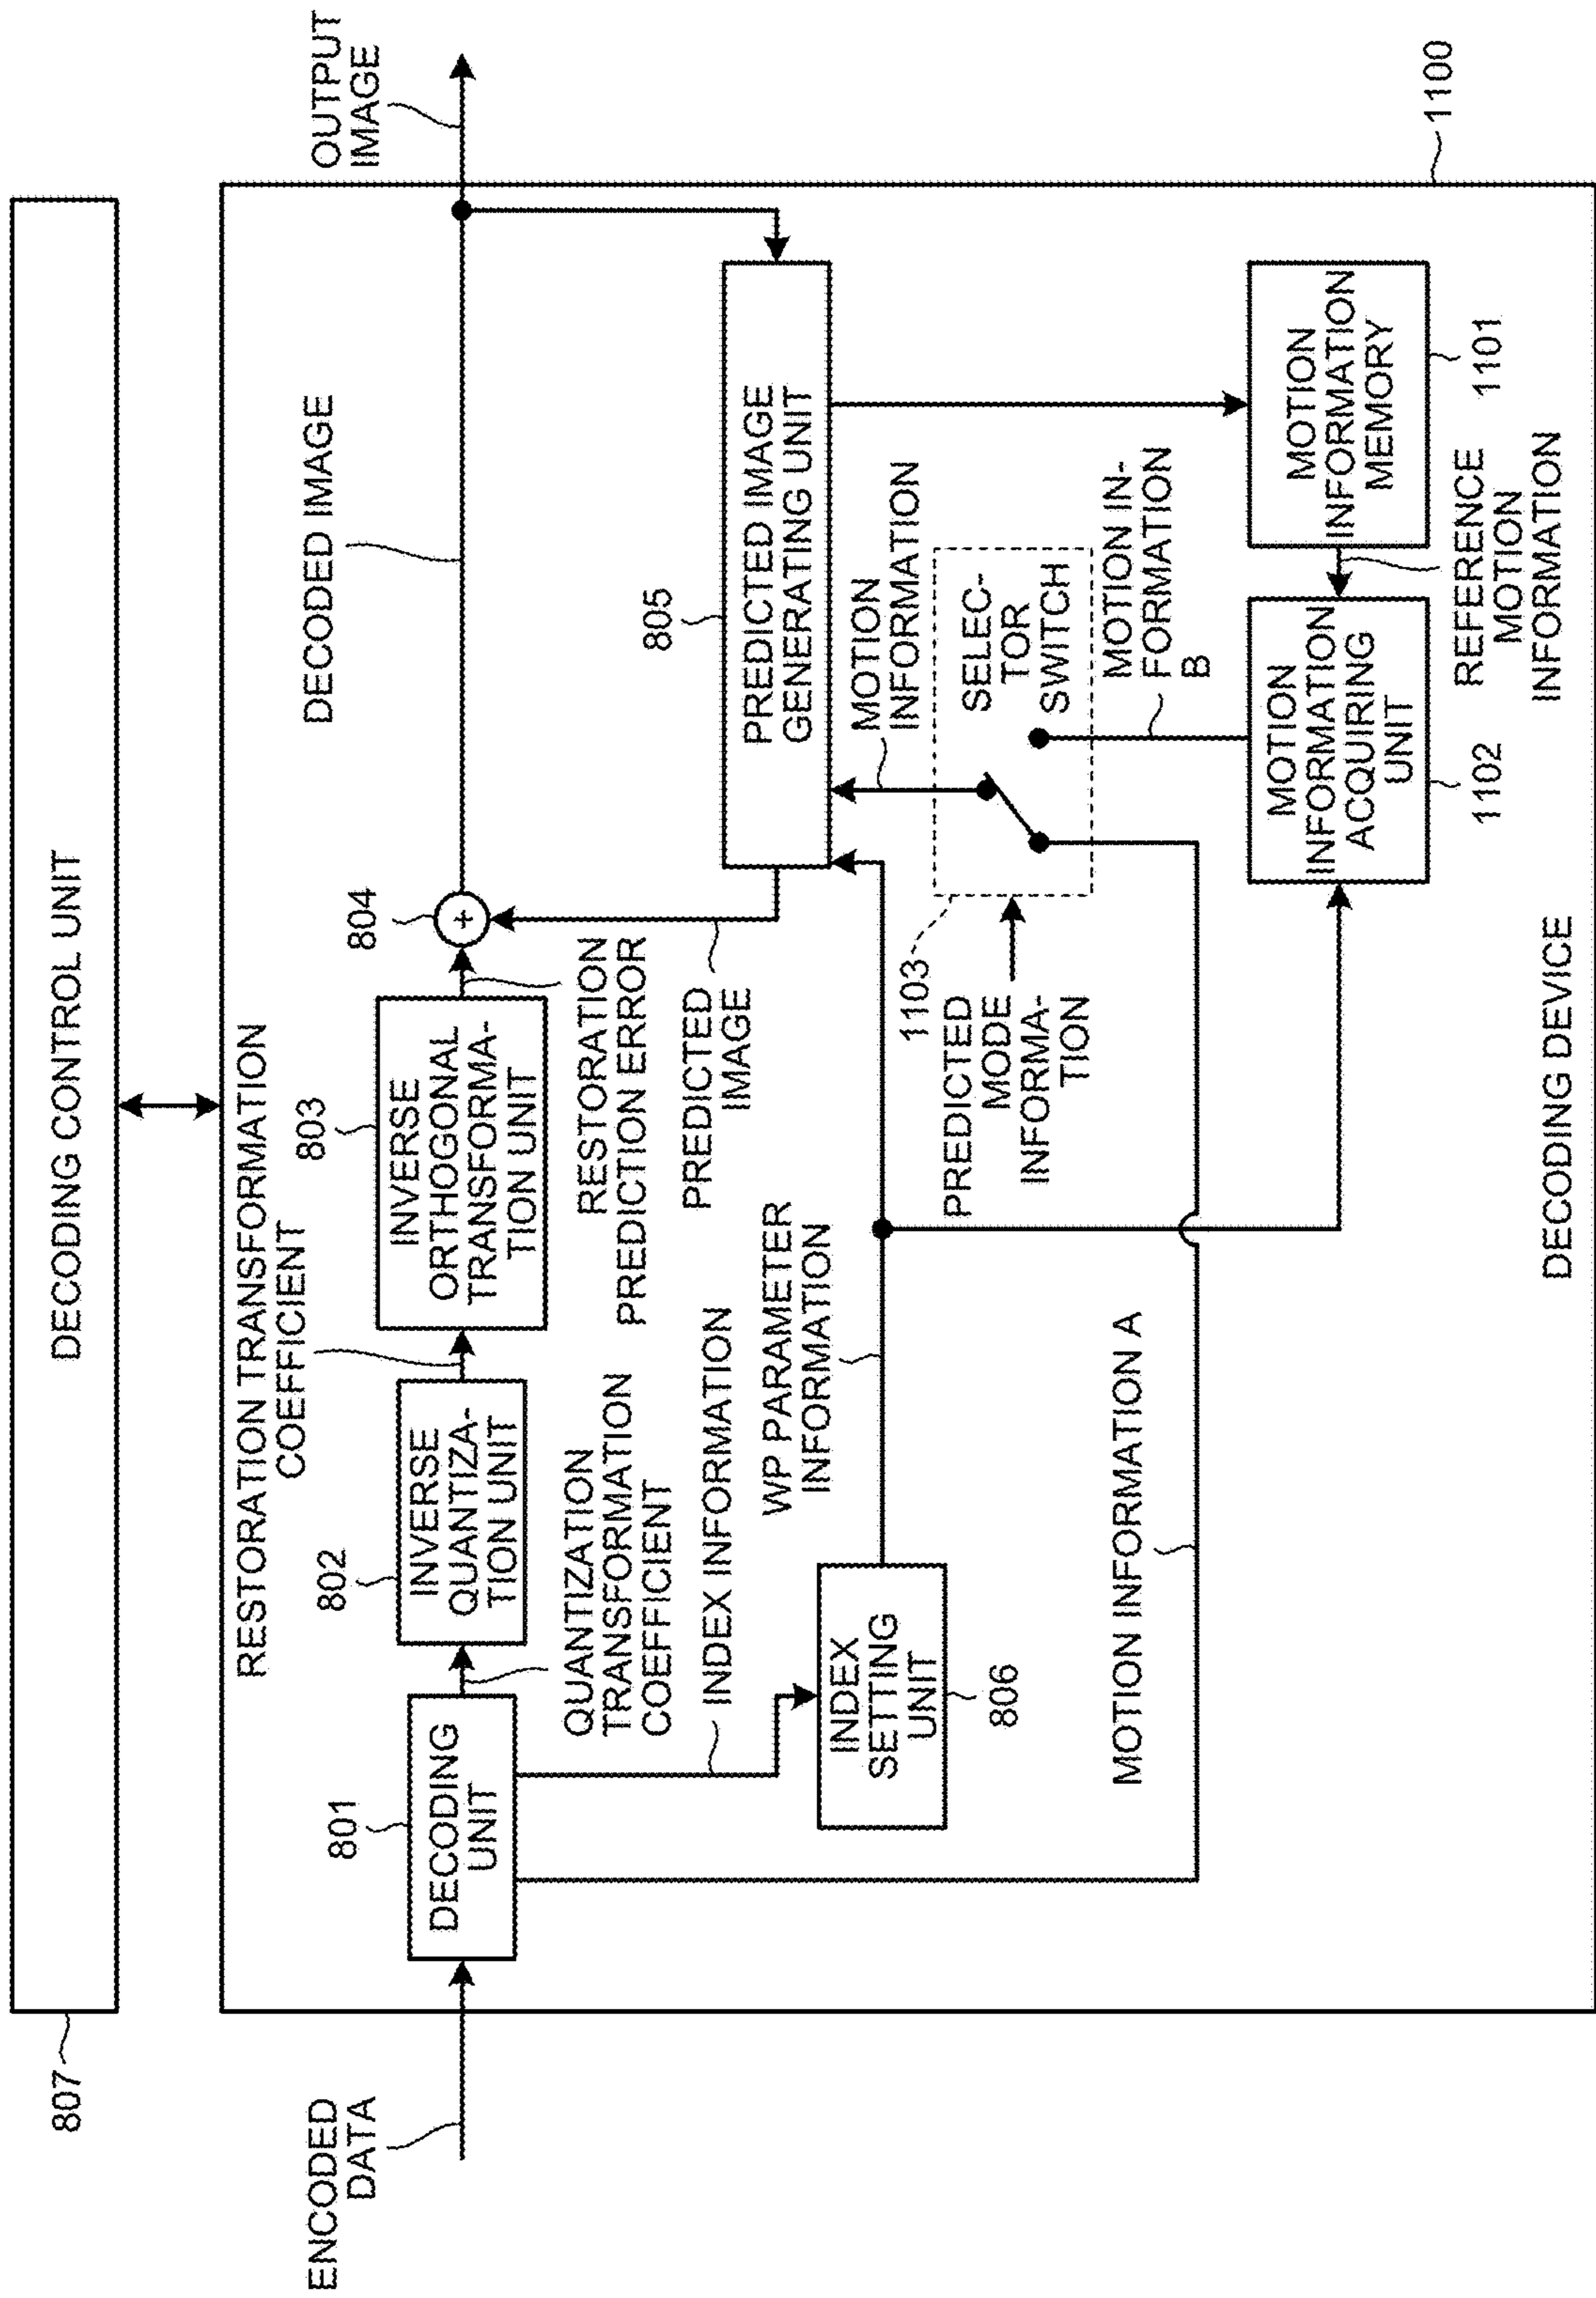 807
DECODING CONTROL UNIT
ENCODED
DATA
RESTORATION TRANSFORMATION
COEFFICIENT
801
DECODING
UNIT
802
INVERSE
QUANTIZA-
TION UNIT
803
INVERSE
ORTHOGONAL
TRANSFORMA-
TION UNIT
804
+
DECODED IMAGE
OUTPUT
IMAGE
QUANTIZATION
TRANSFORMATION
COEFFICIENT
RESTORATION
PREDICTION ERROR
INDEX INFORMATION
PREDICTED
IMAGE
805
PREDICTED IMAGE
GENERATING UNIT
INDEX
SETTING
UNIT
806
WP PARAMETER
INFORMATION
MOTION
INFORMATION
1103
PREDICTED
MODE
INFORMA-
TION
SELEC-
TOR
SWITCH
MOTION INFORMATION A
MOTION IN-
FORMATION
B
MOTION
INFORMATION
ACQUIRING
UNIT
1102
MOTION
INFORMATION
MEMORY
1101
REFERENCE
MOTION
INFORMATION
DECODING DEVICE
1100